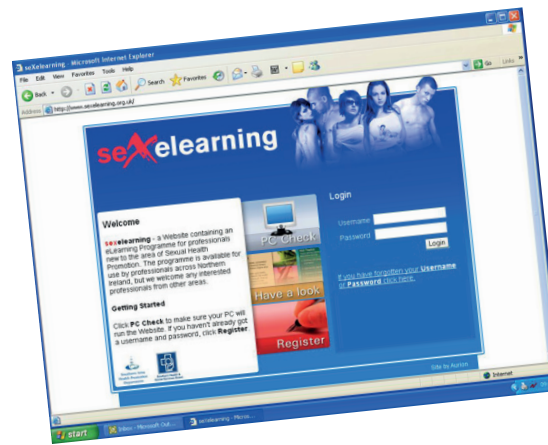 seXelearning - Microsoft Internet Explorer
File Edit View Favorites Tools Help
Back Search Favorites
Address http://www.sexelearning.org.uk/ Go Links
seXelearning
Welcome
sexelearning - a Website containing an
eLearning Programme for professionals
new to the area of Sexual Health
Promotion. The programme is available for
use by professionals across Northern
Ireland, but we welcome any interested
professionals from other areas.
Getting Started
Click PC Check to make sure your PC will
run the Website. If you haven't already got
a username and password, click Register.
PC Check
Have a look
Register
Login
Username
Password
Login
If you have forgotten your Username
or Password click here.
Site by Auzion
Internet
start Inbox - Microsoft Out... seXelearning - Micros...